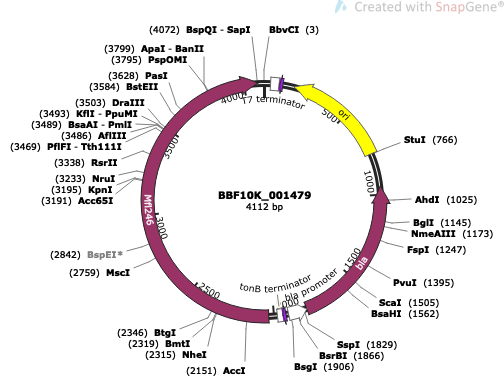 Created with SnapGene®
(4072) BspQI - SapI
BbvCI (3)
(3799) ApaI - BanII
(3795) PspOMI
(3628) PasI
(3584) BstEII
(3503) DraIII
(3493) KflI - PpuMI
(3489) BsaAI - PmlI
(3486) AflIII
(3469) PflFI - Tth111I
(3338) RsrII
(3233) NruI
(3195) KpnI
(3191) Acc65I
(2842) BspEI*
(2759) MscI
(2346) BtgI
(2319) BmtI
(2315) NheI
(2151) AccI
T7 terminator
ori
StuI (766)
AhdI (1025)
BglI (1145)
NmeAIII (1173)
FspI (1247)
PvuI (1395)
ScaI (1505)
BsaHI (1562)
SspI (1829)
BsrBI (1866)
BsgI (1906)
BBF10K_001479
4112 bp
Mfl246
bla
tonB terminator
bla promoter
500
1000
1500
2500
3000
3500
4000